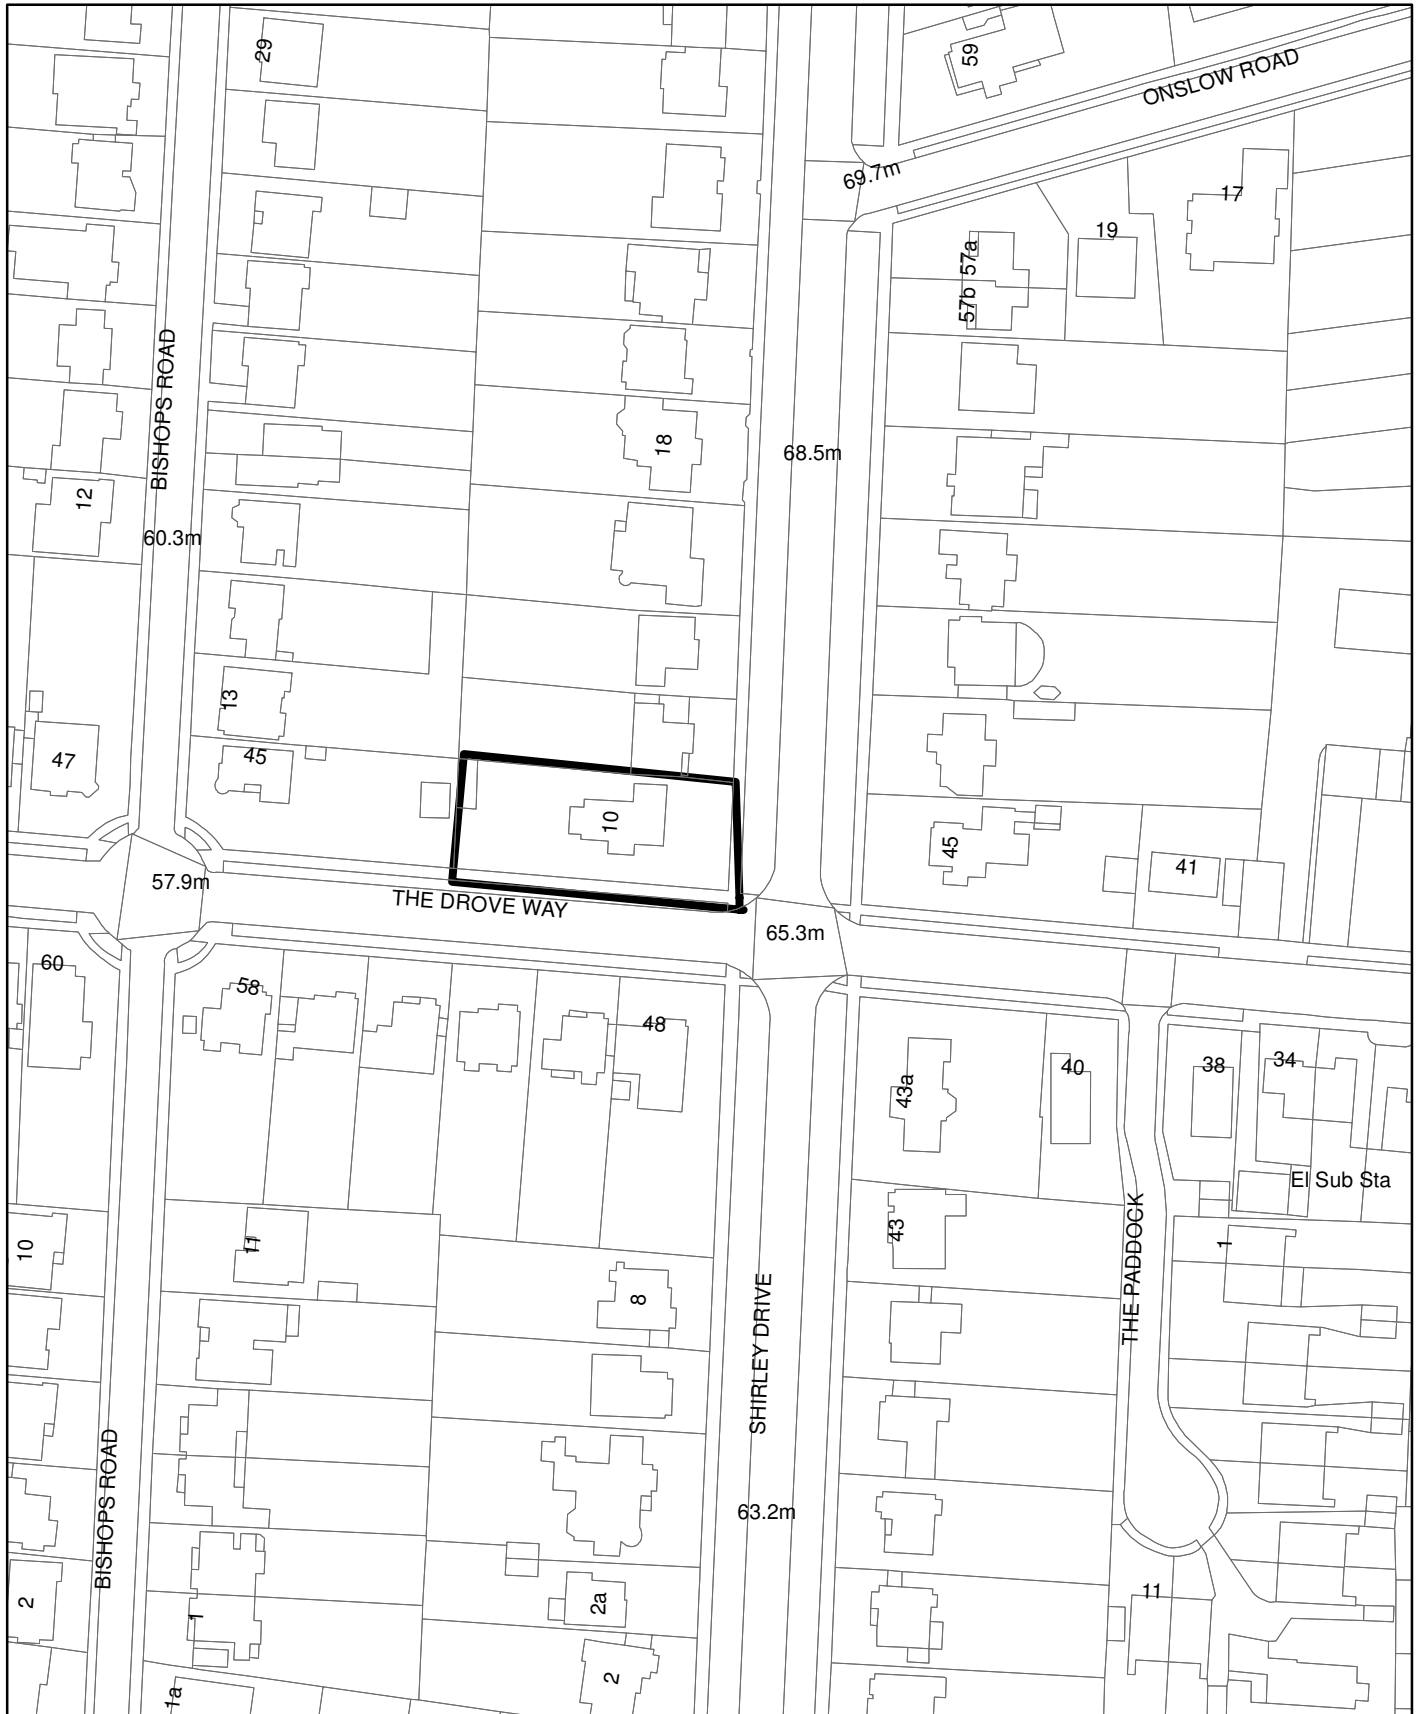 29
59
ONSLOW ROAD
69.7m
17
19
57a
57b
BISHOPS ROAD
18
68.5m
12
60.3m
13
47
45
10
45
41
57.9m
THE DROVE WAY
65.3m
60
58
48
43a
40
38
34
El Sub Sta
10
11
43
THE PADDOCK
1
8
SHIRLEY DRIVE
BISHOPS ROAD
63.2m
2
1
2a
11
1a
2